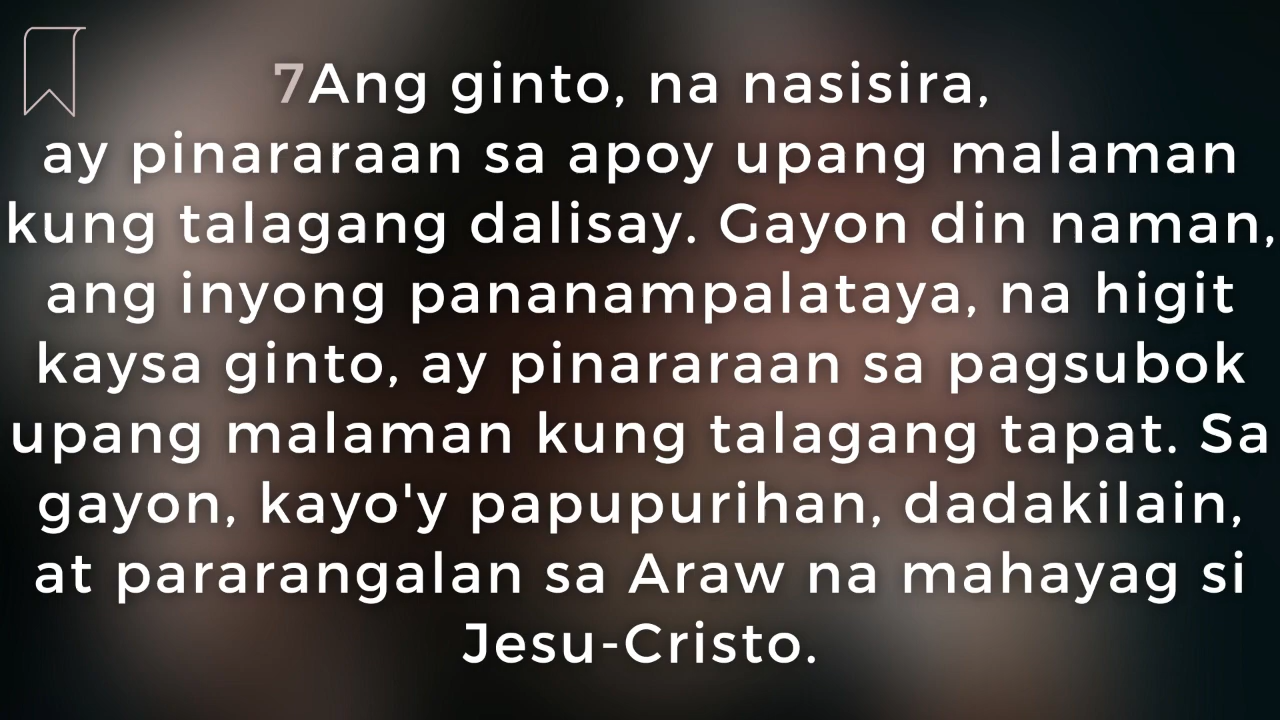 7Ang ginto, na nasisira,
ay pinararaan sa apoy upang malaman
kung talagang dalisay. Gayon din naman,
ang inyong pananampalataya, na higit
kaysa ginto, ay pinararaan sa pagsubok
upang malaman kung talagang tapat. Sa
gayon, kayo'y papupurihan, dadakilain,
at pararangalan sa Araw na mahayag si
Jesu-Cristo.